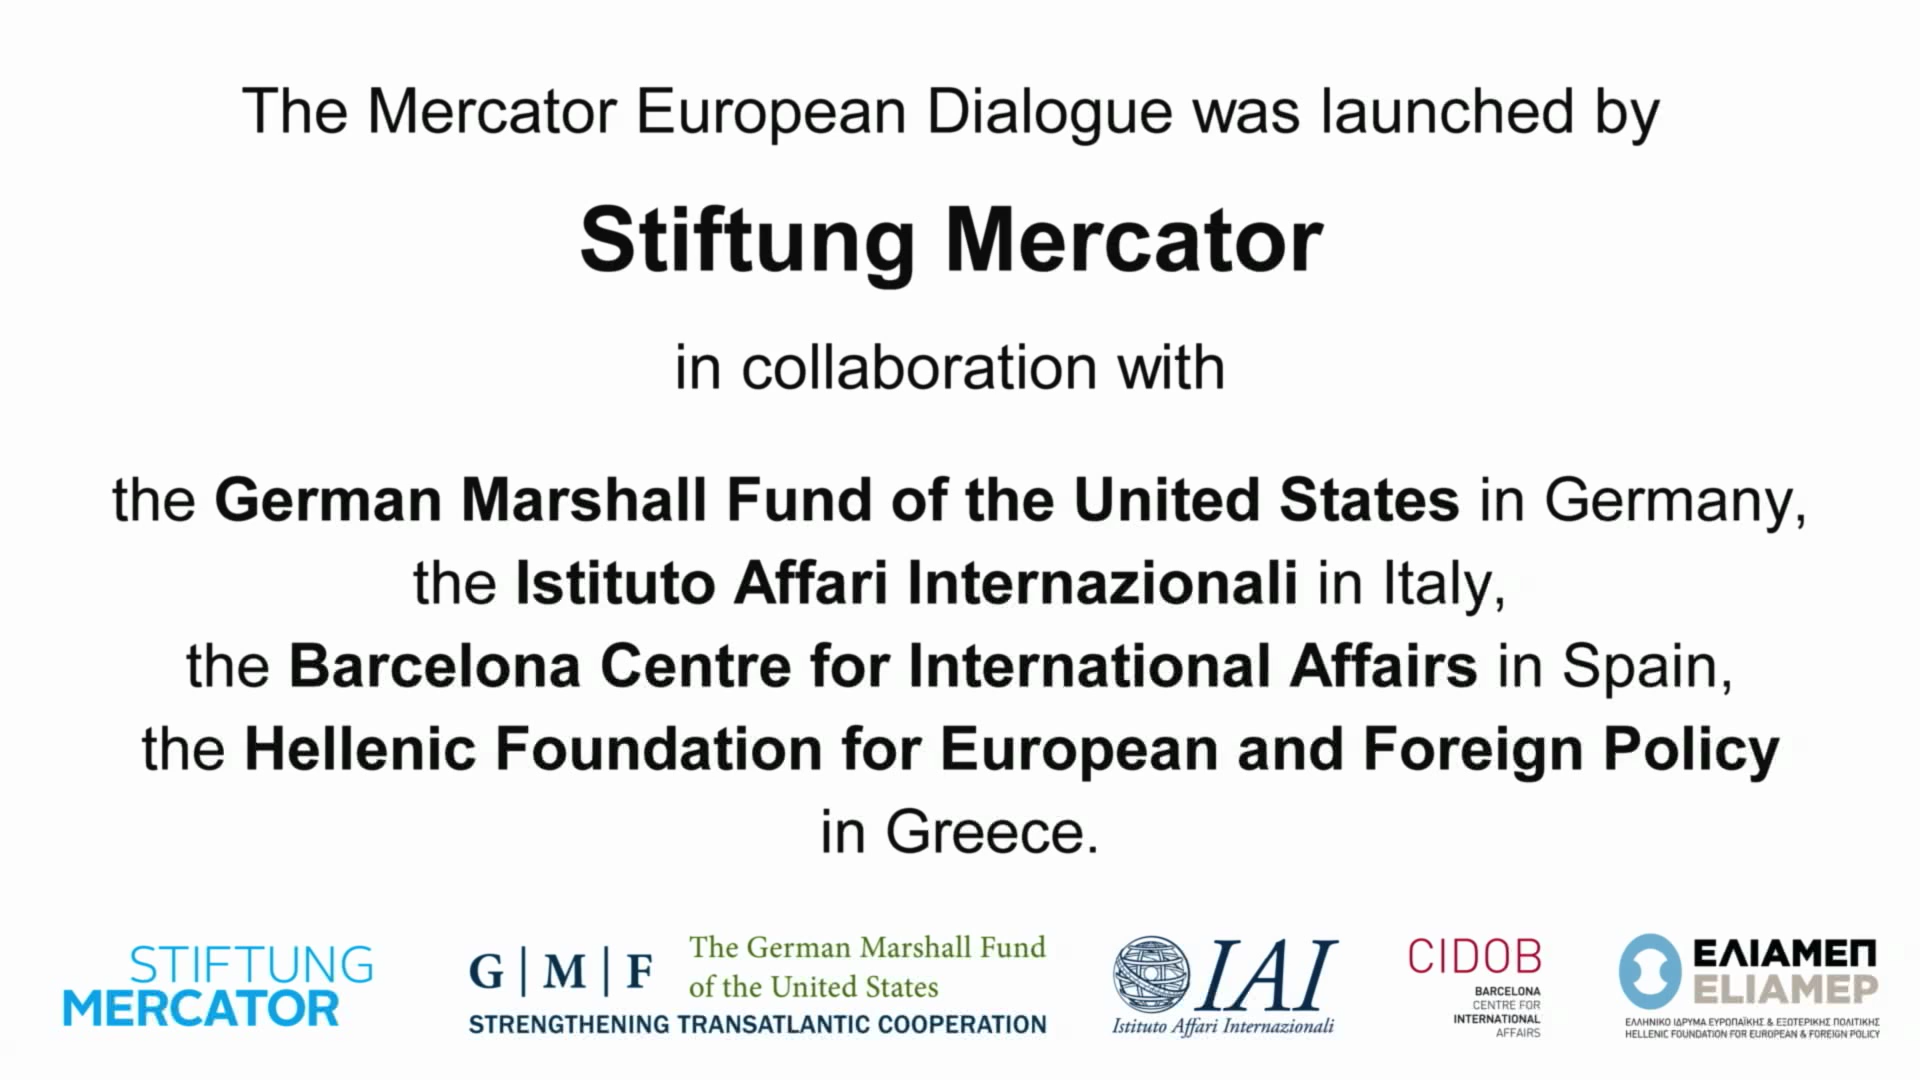 The Mercator European Dialogue was launched by
Stiftung Mercator
in collaboration with
the German Marshall Fund of the United States in Germany,
the Istituto Affari Internazionali in Italy,
the Barcelona Centre for International Affairs in Spain,
the Hellenic Foundation for European and Foreign Policy
in Greece.
STIFTUNG
MERCATOR
G | M | F
The German Marshall Fund
of the United States
STRENGTHENING TRANSATLANTIC COOPERATION
IAI
Istituto Affari Internazionali
CIDOB
BARCELONA
CENTRE FOR
INTERNATIONAL
AFFAIRS
ΕΛΙΑΜΕΠ
ELIAMEP
ΕΛΛΗΝΙΚΟ ΙΔΡΥΜΑ ΕΥΡΩΠΑΪΚΗΣ & ΕΞΩΤΕΡΙΚΗΣ ΠΟΛΙΤΙΚΗΣ
HELLENIC FOUNDATION FOR EUROPEAN & FOREIGN POLICY